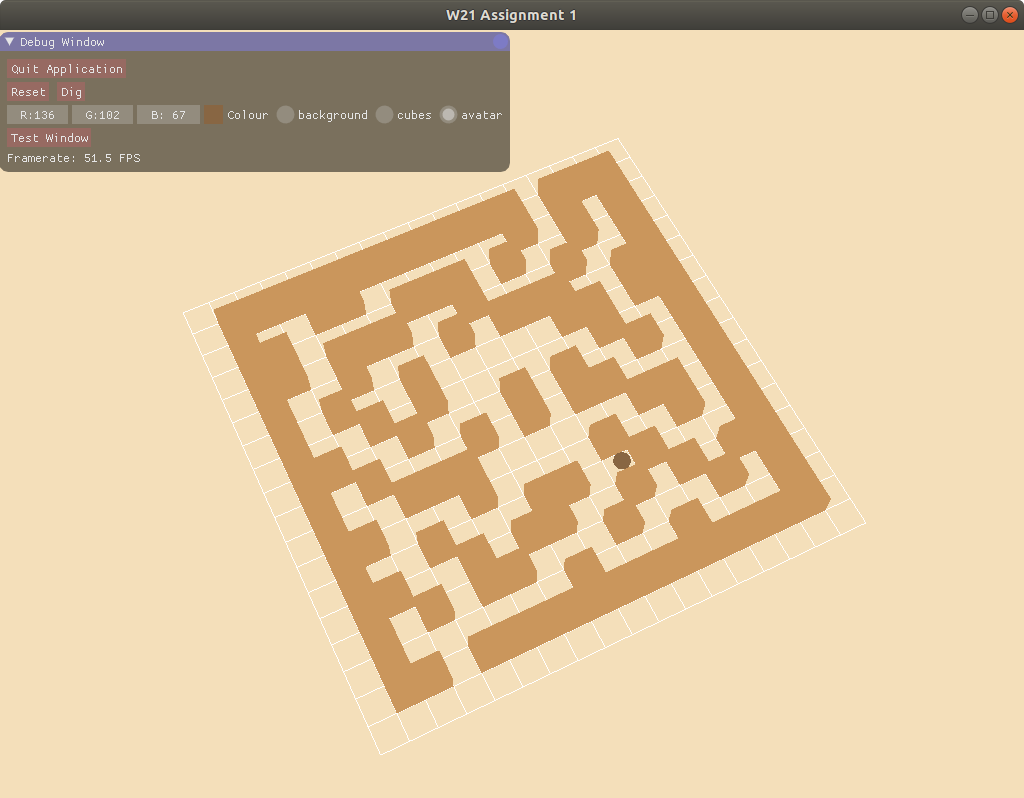 W21 Assignment 1
Debug Window
Quit Application
Reset Dig
R:136 G:102 B: 67 Colour background cubes avatar
Test Window
Framerate: 51.5 FPS